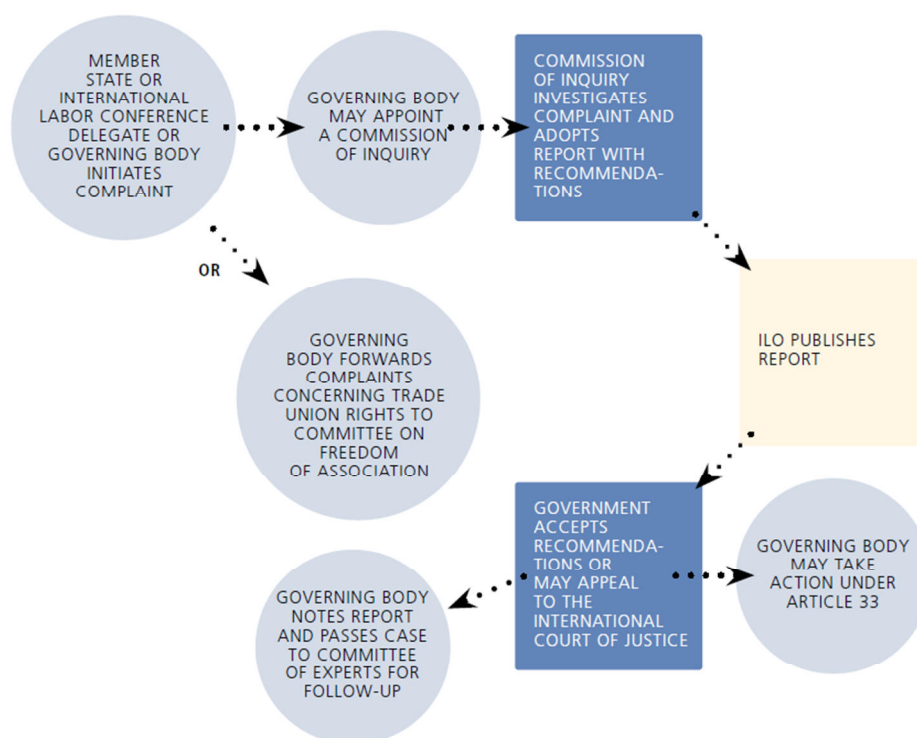 MEMBER
STATE OR
INTERNATIONAL
LABOR CONFERENCE
DELEGATE OR
GOVERNING BODY
INITIATES
COMPLAINT
GOVERNING BODY
MAY APPOINT
A COMMISSION
OF INQUIRY
COMMISSION
OF INQUIRY
INVESTIGATES
COMPLAINT AND
ADOPTS
REPORT WITH
RECOMMENDA-
TIONS
OR
GOVERNING
BODY FORWARDS
COMPLAINTS
CONCERNING TRADE
UNION RIGHTS TO
COMMITTEE ON
FREEDOM
OF ASSOCIATION
ILO PUBLISHES
REPORT
GOVERNMENT
ACCEPTS
RECOMMENDA-
TIONS OR
MAY APPEAL
TO THE
INTERNATIONAL
COURT OF JUSTICE
GOVERNING BODY
MAY TAKE
ACTION UNDER
ARTICLE 33
GOVERNING BODY
NOTES REPORT
AND PASSES CASE
TO COMMITTEE
OF EXPERTS FOR
FOLLOW-UP